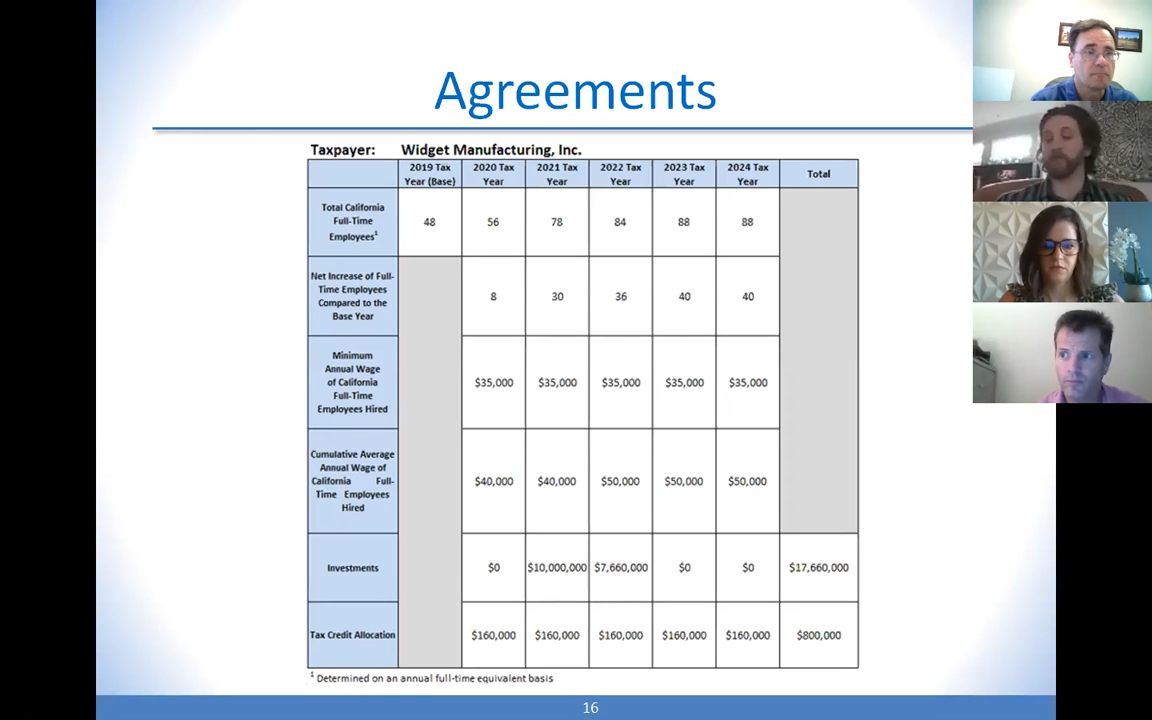 Agreements
Taxpayer: Widget Manufacturing, Inc.
2019 Tax
Year (Base)
2020 Tax
Year
2021 Tax
Year
2022 Tax
Year
2023 Tax
Year
2024 Tax
Year
Total
Total California
Full-Time
Employees1
48
56
78
84
88
88
Net Increase of Full-
Time Employees
Compared to the
Base Year
8
30
36
40
40
Minimum
Annual Wage
of California
Full-Time
Employees Hired
$35,000
$35,000
$35,000
$35,000
$35,000
Cumulative Average
Annual Wage of
California Full-
Time Employees
Hired
$40,000
$40,000
$50,000
$50,000
$50,000
Investments
$0
$10,000,000
$7,660,000
$0
$0
$17,660,000
Tax Credit Allocation
$160,000
$160,000
$160,000
$160,000
$160,000
$800,000
1 Determined on an annual full-time equivalent basis
16